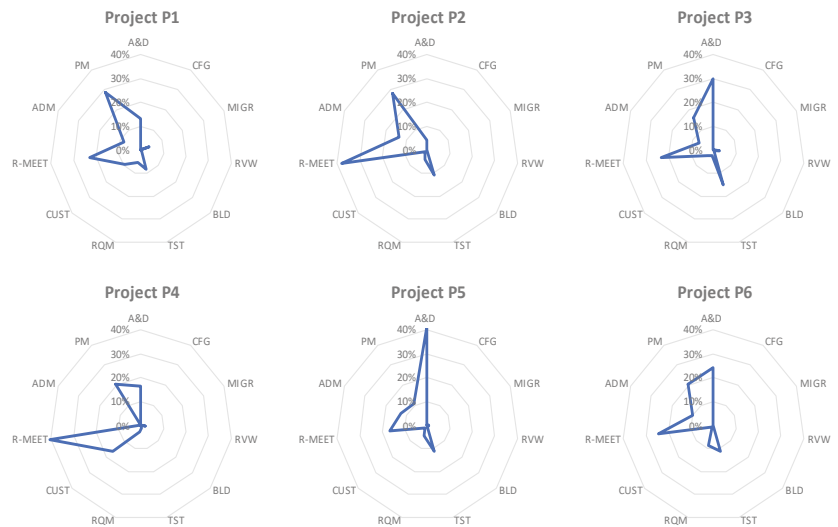 Project P1
A&D
CFG
MIGR
RVW
BLD
TST
RQM
CUST
R-MEET
ADM
PM
40%
30%
20%
10%
0%
Project P2
A&D
CFG
MIGR
RVW
BLD
TST
RQM
CUST
R-MEET
ADM
PM
40%
30%
20%
10%
0%
Project P3
A&D
CFG
MIGR
RVW
BLD
TST
RQM
CUST
R-MEET
ADM
PM
40%
30%
20%
10%
0%
Project P4
A&D
CFG
MIGR
RVW
BLD
TST
RQM
CUST
R-MEET
ADM
PM
40%
30%
20%
10%
0%
Project P5
A&D
CFG
MIGR
RVW
BLD
TST
RQM
CUST
R-MEET
ADM
PM
40%
30%
20%
10%
0%
Project P6
A&D
CFG
MIGR
RVW
BLD
TST
RQM
CUST
R-MEET
ADM
PM
40%
30%
20%
10%
0%